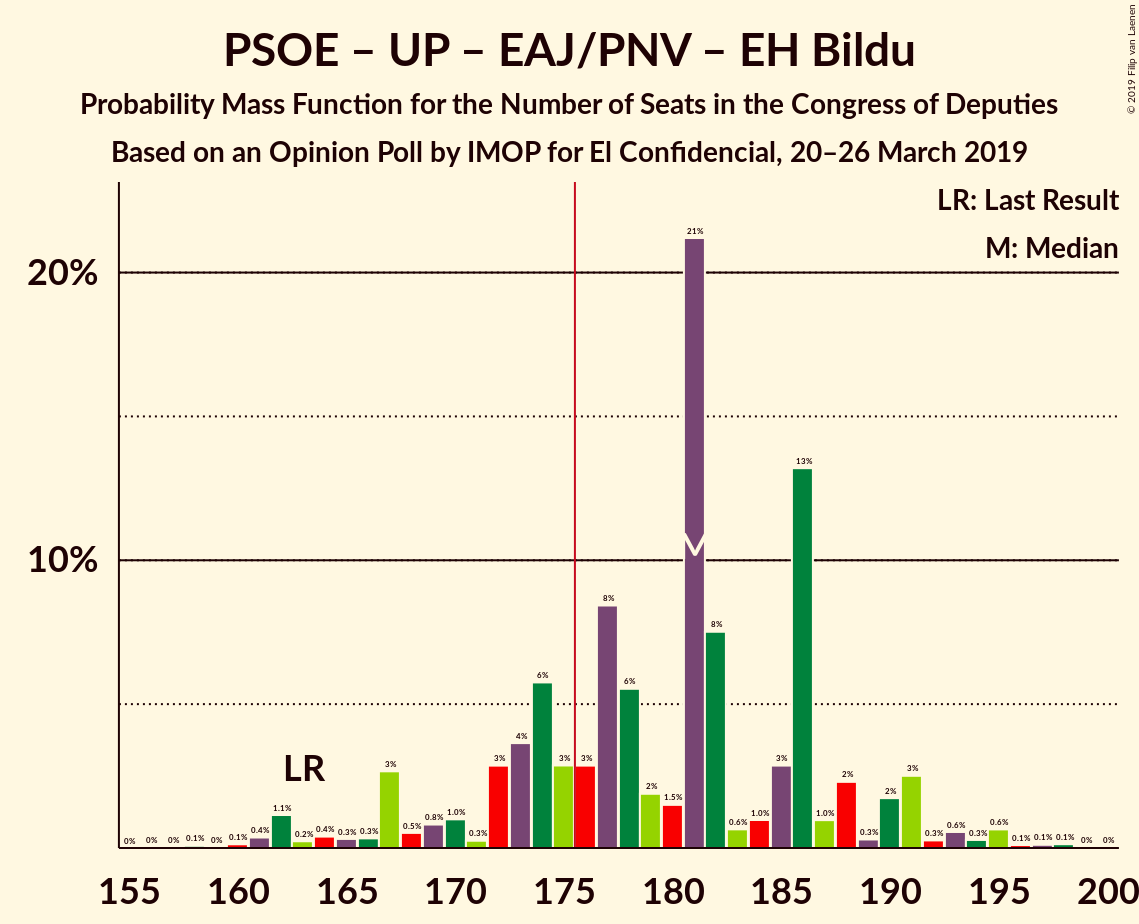 PSOE – UP – EAJ/PNV – EH Bildu
Probability Mass Function for the Number of Seats in the Congress of Deputies
Based on an Opinion Poll by IMOP for El Confidencial, 20–26 March 2019
© 2019 Filip van Laenen
LR: Last Result
M: Median
20%
10%
LR
0% 0% 0% 0.1% 0% 0.1% 0.4% 1.1% 0.2% 0.4% 0.3% 0.3% 3% 0.5% 0.8% 1.0% 0.3% 3% 4% 6% 3% 3% 8% 6% 2% 1.5% 21% 8% 0.6% 1.0% 3% 13% 1.0% 2% 0.3% 2% 3% 0.3% 0.6% 0.3% 0.6% 0.1% 0.1% 0.1% 0% 0%
155 160 165 170 175 180 185 190 195 200